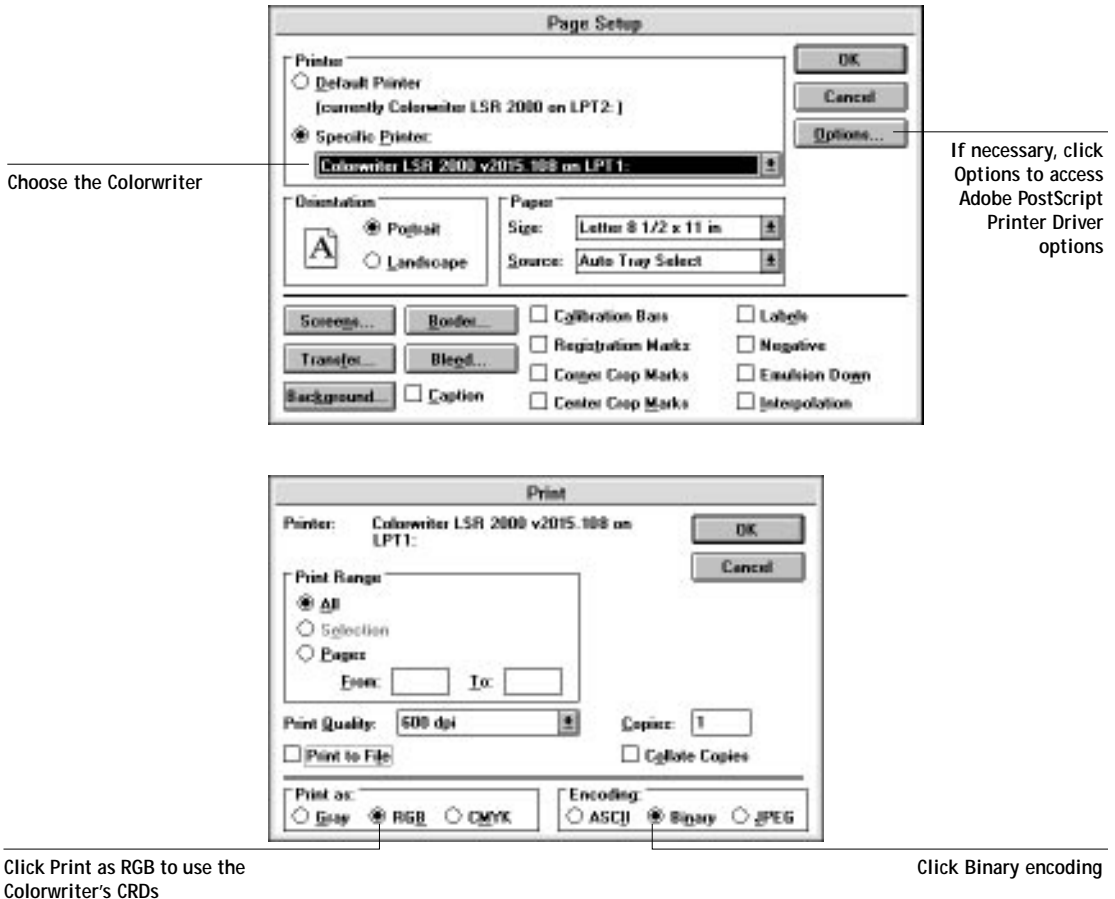 Page Setup
Printer
Default Printer
(currently Colorwriter LSR 2000 on LPT2: )
Specific Printer:
Colorwriter LSR 2000 v2015.108 on LPT1:
OK
Cancel
Options...
Choose the Colorwriter
If necessary, click
Options to access
Adobe PostScript
Printer Driver
options
Orientation
A
Portrait
Landscape
Paper
Size: Letter 8 1/2 x 11 in
Source: Auto Tray Select
Screens...
Border...
Transfer...
Bleed...
Background...
Caption
Calibration Bars
Registration Marks
Corner Crop Marks
Center Crop Marks
Labels
Negative
Emulsion Down
Interpolation
Print
Printer: Colorwriter LSR 2000 v2015.108 on
LPT1:
OK
Cancel
Print Range
All
Selection
Pages
From: To:
Print Quality: 600 dpi
Copies: 1
Print to File
Collate Copies
Print as:
Gray RGB CMYK
Encoding:
ASCII Binary JPEG
Click Print as RGB to use the
Colorwriter's CRDs
Click Binary encoding